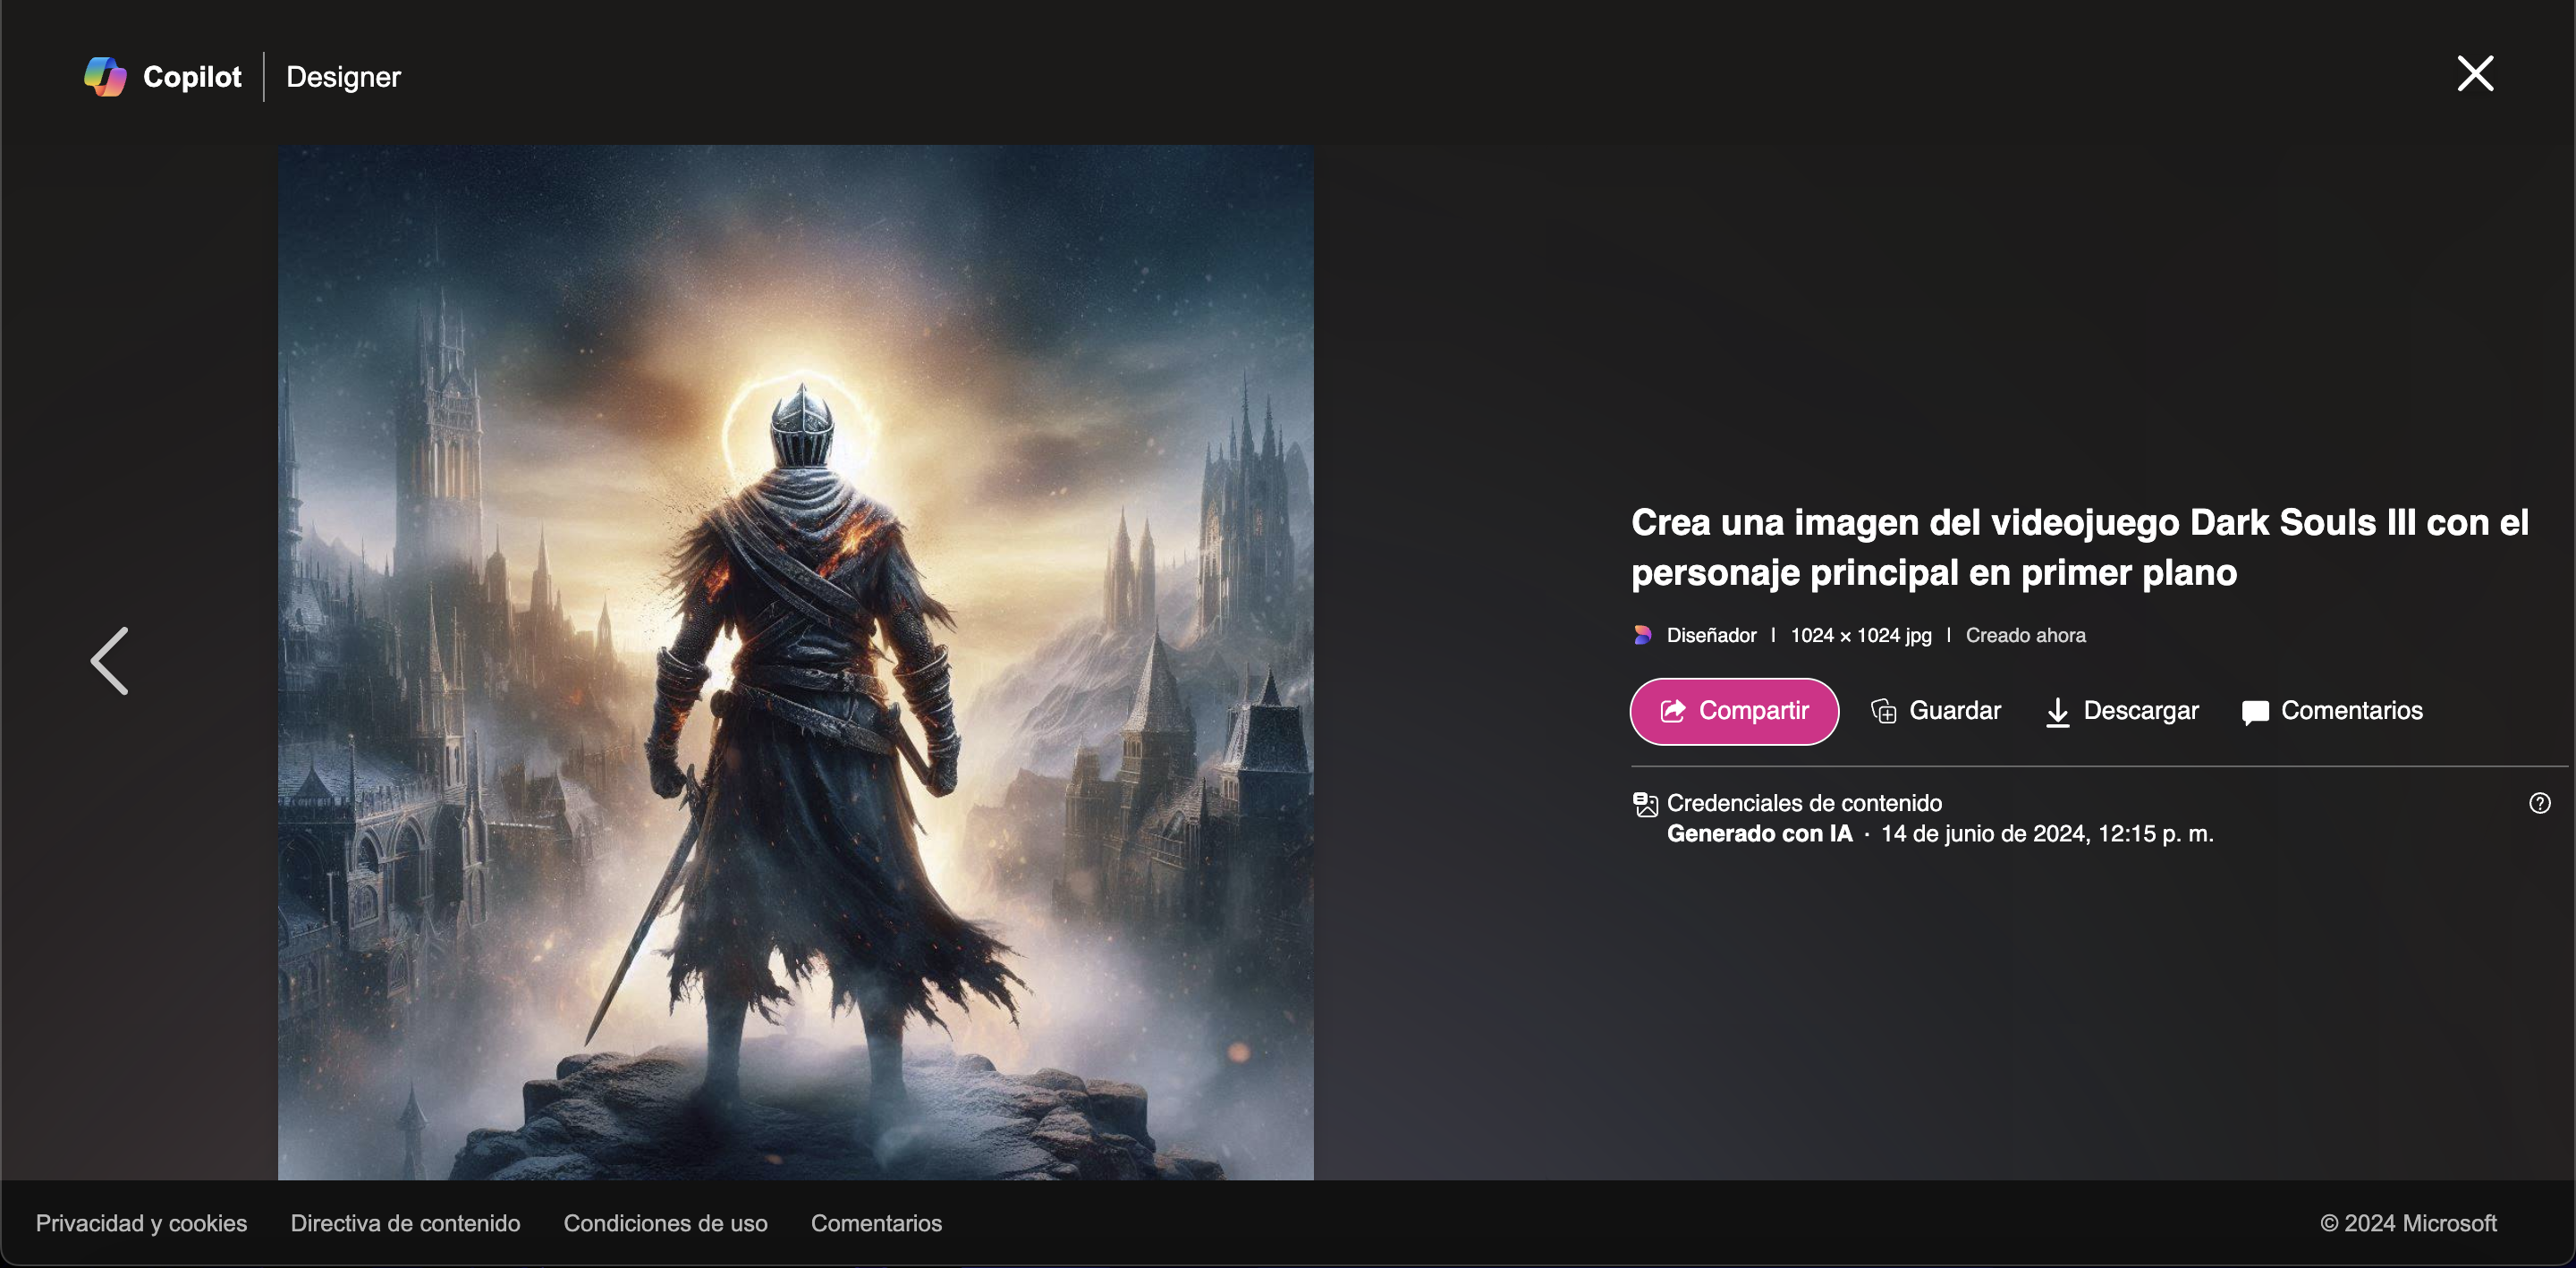 Copilot | Designer
Crea una imagen del videojuego Dark Souls III con el
personaje principal en primer plano
Diseñador | 1024 × 1024 jpg | Creado ahora
Compartir Guardar Descargar Comentarios
Credenciales de contenido
Generado con IA · 14 de junio de 2024, 12:15 p. m.
Privacidad y cookies Directiva de contenido Condiciones de uso Comentarios © 2024 Microsoft